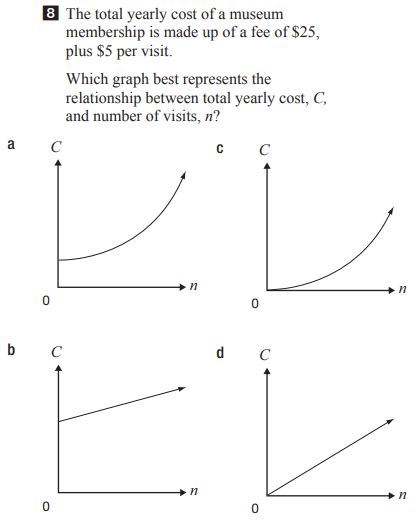 8 The total yearly cost of a museum
membership is made up of a fee of $25,
plus $5 per visit.
Which graph best represents the
relationship between total yearly cost, C,
and number of visits, n?
a C
n
0
c C
n
0
b C
n
0
d C
n
0